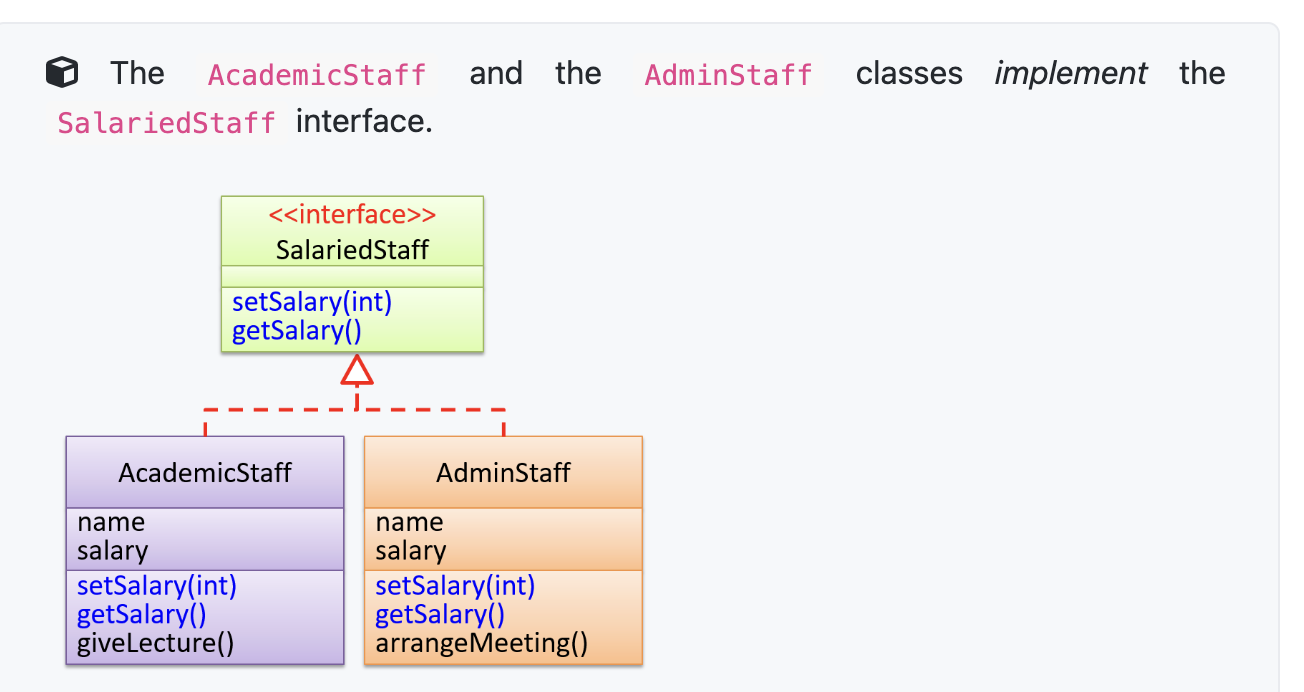 The AcademicStaff and the AdminStaff classes implement the
SalariedStaff interface.
<<interface>>
SalariedStaff
setSalary(int)
getSalary()
AcademicStaff
name
salary
setSalary(int)
getSalary()
giveLecture()
AdminStaff
name
salary
setSalary(int)
getSalary()
arrangeMeeting()